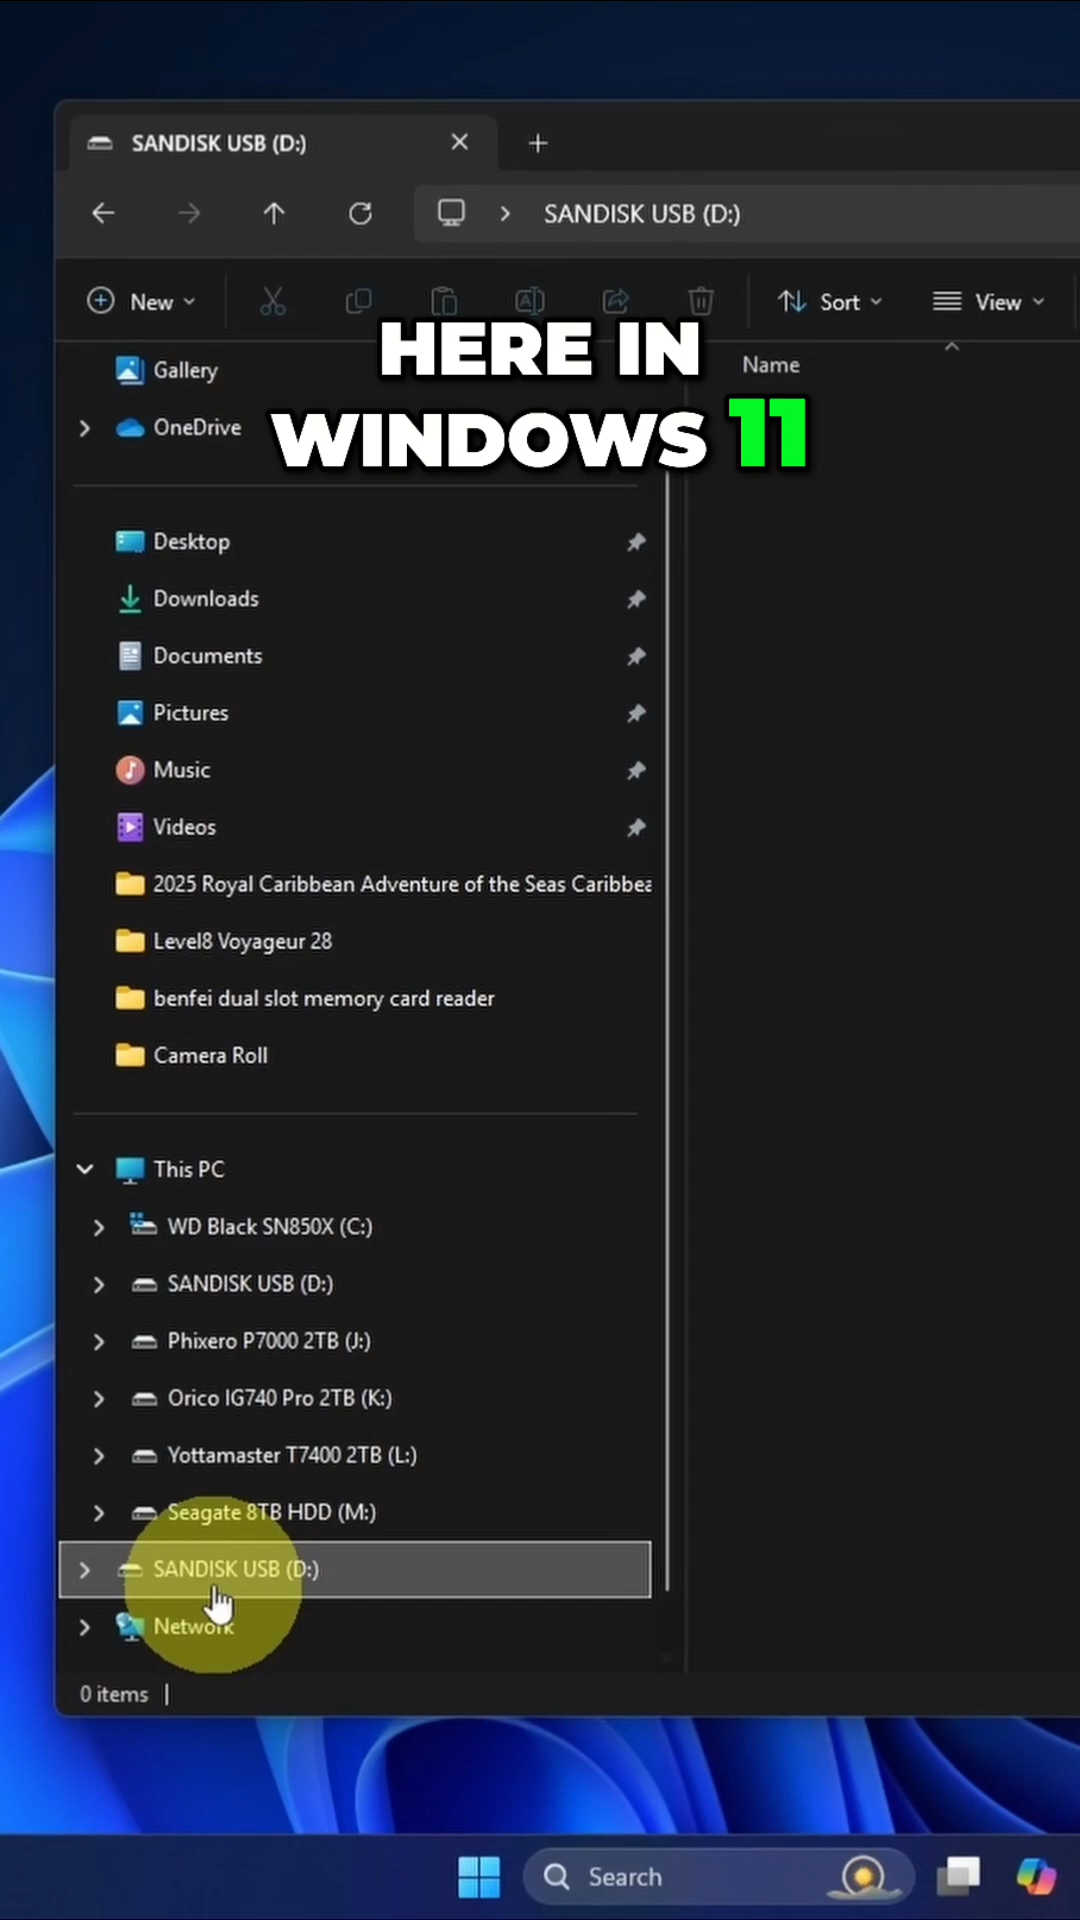 SANDISK USB (D:)
SANDISK USB (D:)
New
Sort
View
HERE IN
WINDOWS 11
Gallery
Name
OneDrive
Desktop
Downloads
Documents
Pictures
Music
Videos
2025 Royal Caribbean Adventure of the Seas Caribbea
Level8 Voyageur 28
benfei dual slot memory card reader
Camera Roll
This PC
WD Black SN850X (C:)
SANDISK USB (D:)
Phixero P7000 2TB (J:)
Orico IG740 Pro 2TB (K:)
Yottamaster T7400 2TB (L:)
Seagate 8TB HDD (M:)
SANDISK USB (D:)
Network
0 items
Search